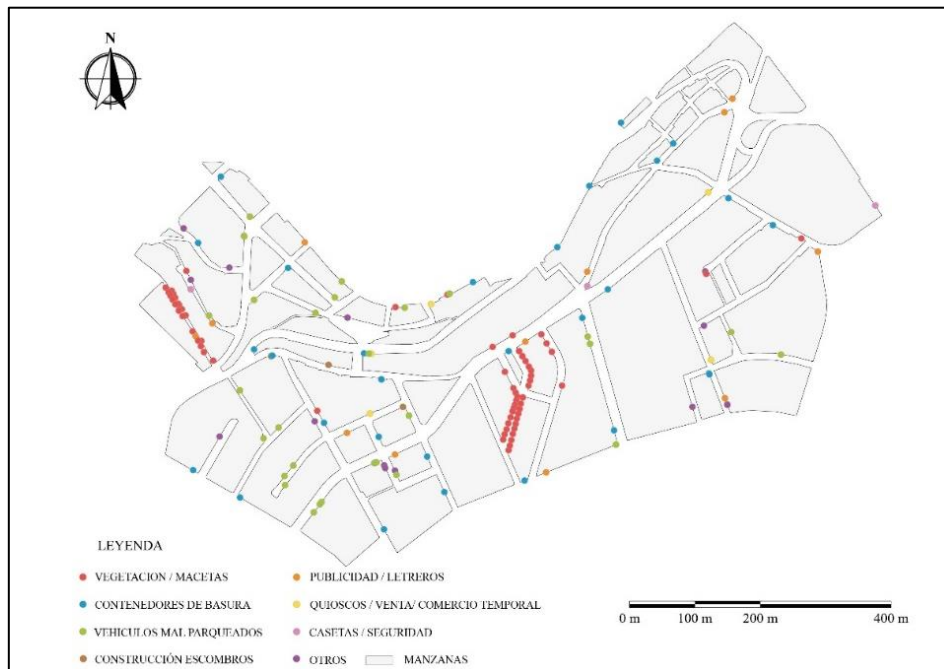 N
LEYENDA
VEGETACION / MACETAS
PUBLICIDAD / LETREROS
CONTENEDORES DE BASURA
QUIOSCOS / VENTA/ COMERCIO TEMPORAL
VEHICULOS MAL PARQUEADOS
CASETAS / SEGURIDAD
CONSTRUCCIÓN ESCOMBROS
OTROS
MANZANAS
0 m 100 m 200 m 400 m